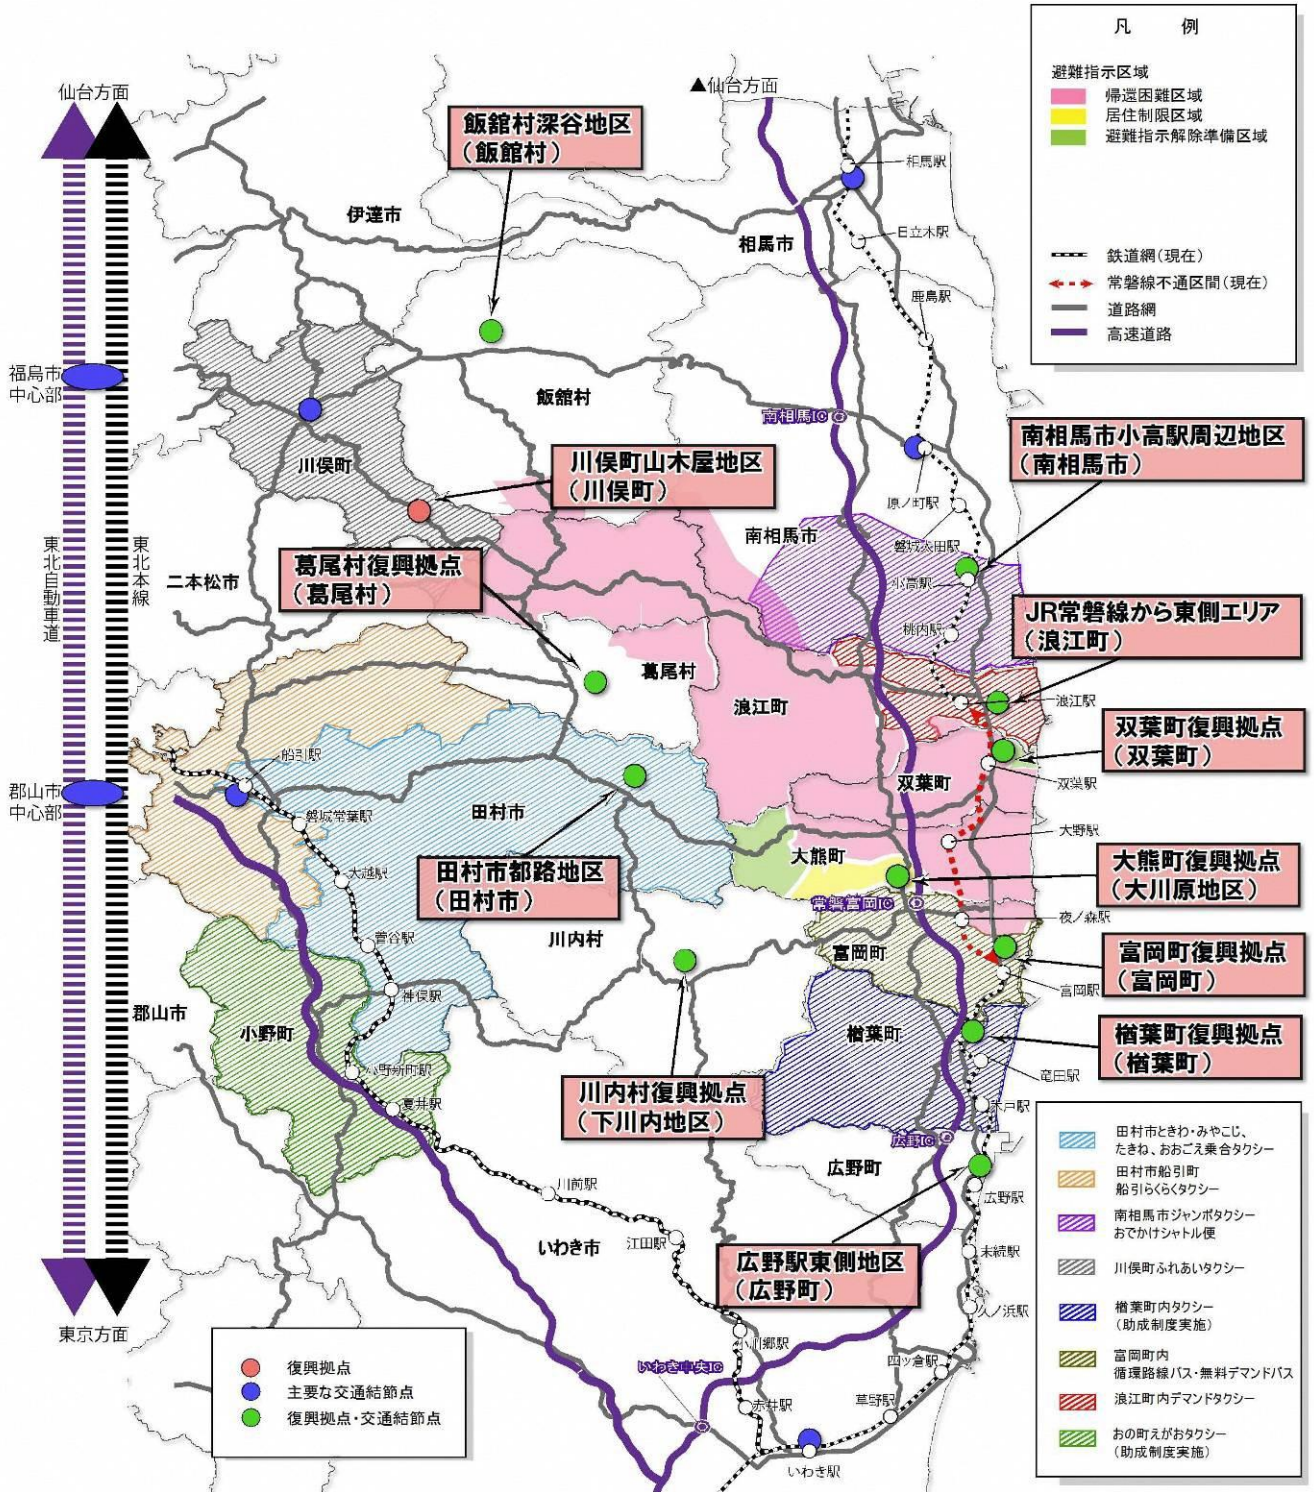 凡 例
避難指示区域
帰還困難区域
居住制限区域
避難指示解除準備区域
鉄道網(現在)
常磐線不通区間(現在)
道路網
高速道路
仙台方面
▲仙台方面
飯舘村深谷地区
(飯舘村)
相馬駅
伊達市
相馬市
日立木駅
鹿島駅
福島市
中心部
飯舘村
南相馬IC
南相馬市小高駅周辺地区
(南相馬市)
川俣町
川俣町山木屋地区
(川俣町)
原ノ町駅
南相馬市
磐城太田駅
東北自動車道
東北本線
二本松市
葛尾村復興拠点
(葛尾村)
小高駅
桃内駅
JR常磐線から東側エリア
(浪江町)
葛尾村
浪江町
浪江駅
双葉町復興拠点
(双葉町)
船引駅
双葉町
双葉駅
郡山市
中心部
磐城常葉駅
田村市
大野駅
大越駅
田村市都路地区
(田村市)
大熊町
大熊町復興拠点
(大川原地区)
常磐富岡IC
夜ノ森駅
菅谷駅
川内村
富岡町
富岡町復興拠点
(富岡町)
神俣駅
富岡駅
郡山市
小野町
楢葉町
楢葉町復興拠点
(楢葉町)
小野新町駅
竜田駅
夏井駅
川内村復興拠点
(下川内地区)
木戸駅
広野IC
広野町
川前駅
広野駅
いわき市
江田駅
末続駅
広野駅東側地区
(広野町)
久ノ浜駅
東京方面
小川郷駅
いわき中央IC
四ッ倉駅
赤井駅
草野駅
いわき駅
復興拠点
主要な交通結節点
復興拠点・交通結節点
田村市ときわ・みやこじ、
たきね、おおごえ乗合タクシー
田村市船引町
船引らくらくタクシー
南相馬市ジャンボタクシー
おでかけシャトル便
川俣町ふれあいタクシー
楢葉町内タクシー
(助成制度実施)
富岡町内
循環路線バス・無料デマンドバス
浪江町内デマンドタクシー
おの町えがおタクシー
(助成制度実施)